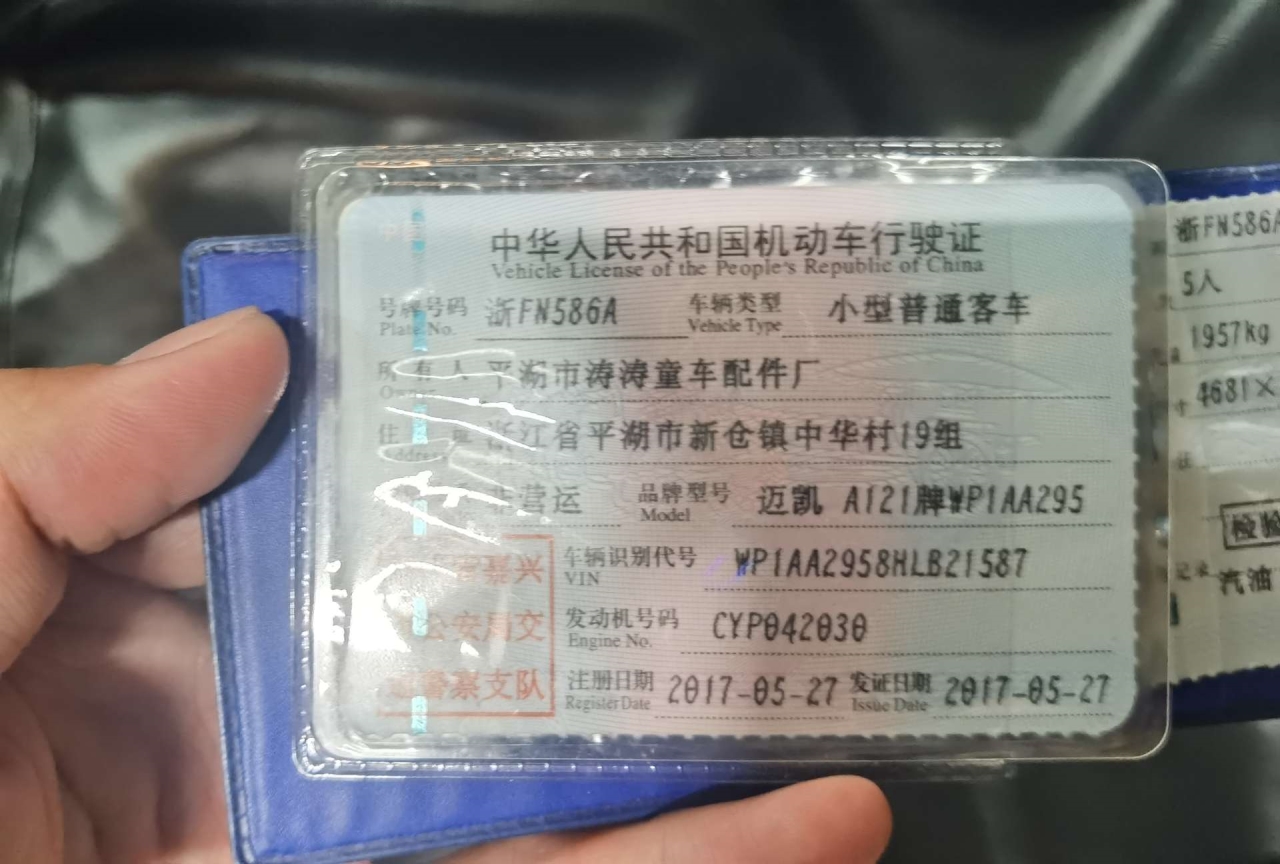 中华人民共和国机动车行驶证
Vehicle License of the People's Republic of China
号牌号码 浙FN586A 车辆类型 小型普通客车
Plate No. Vehicle Type
所有人 平湖市涛涛童车配件厂
Owner
住 浙江省平湖市新仓镇中华村19组
Address
非营运 品牌型号 迈凯 A121牌WP1AA295
Model
车辆识别代号 WP1AA2958HLB21587
VIN
发动机号码 CYP042030
Engine No.
注册日期 2017-05-27 发证日期 2017-05-27
Register Date Issue Date
嘉兴
公安局交
警察支队
浙FN586A
5人
1957kg
4681×
检验
记录 汽油